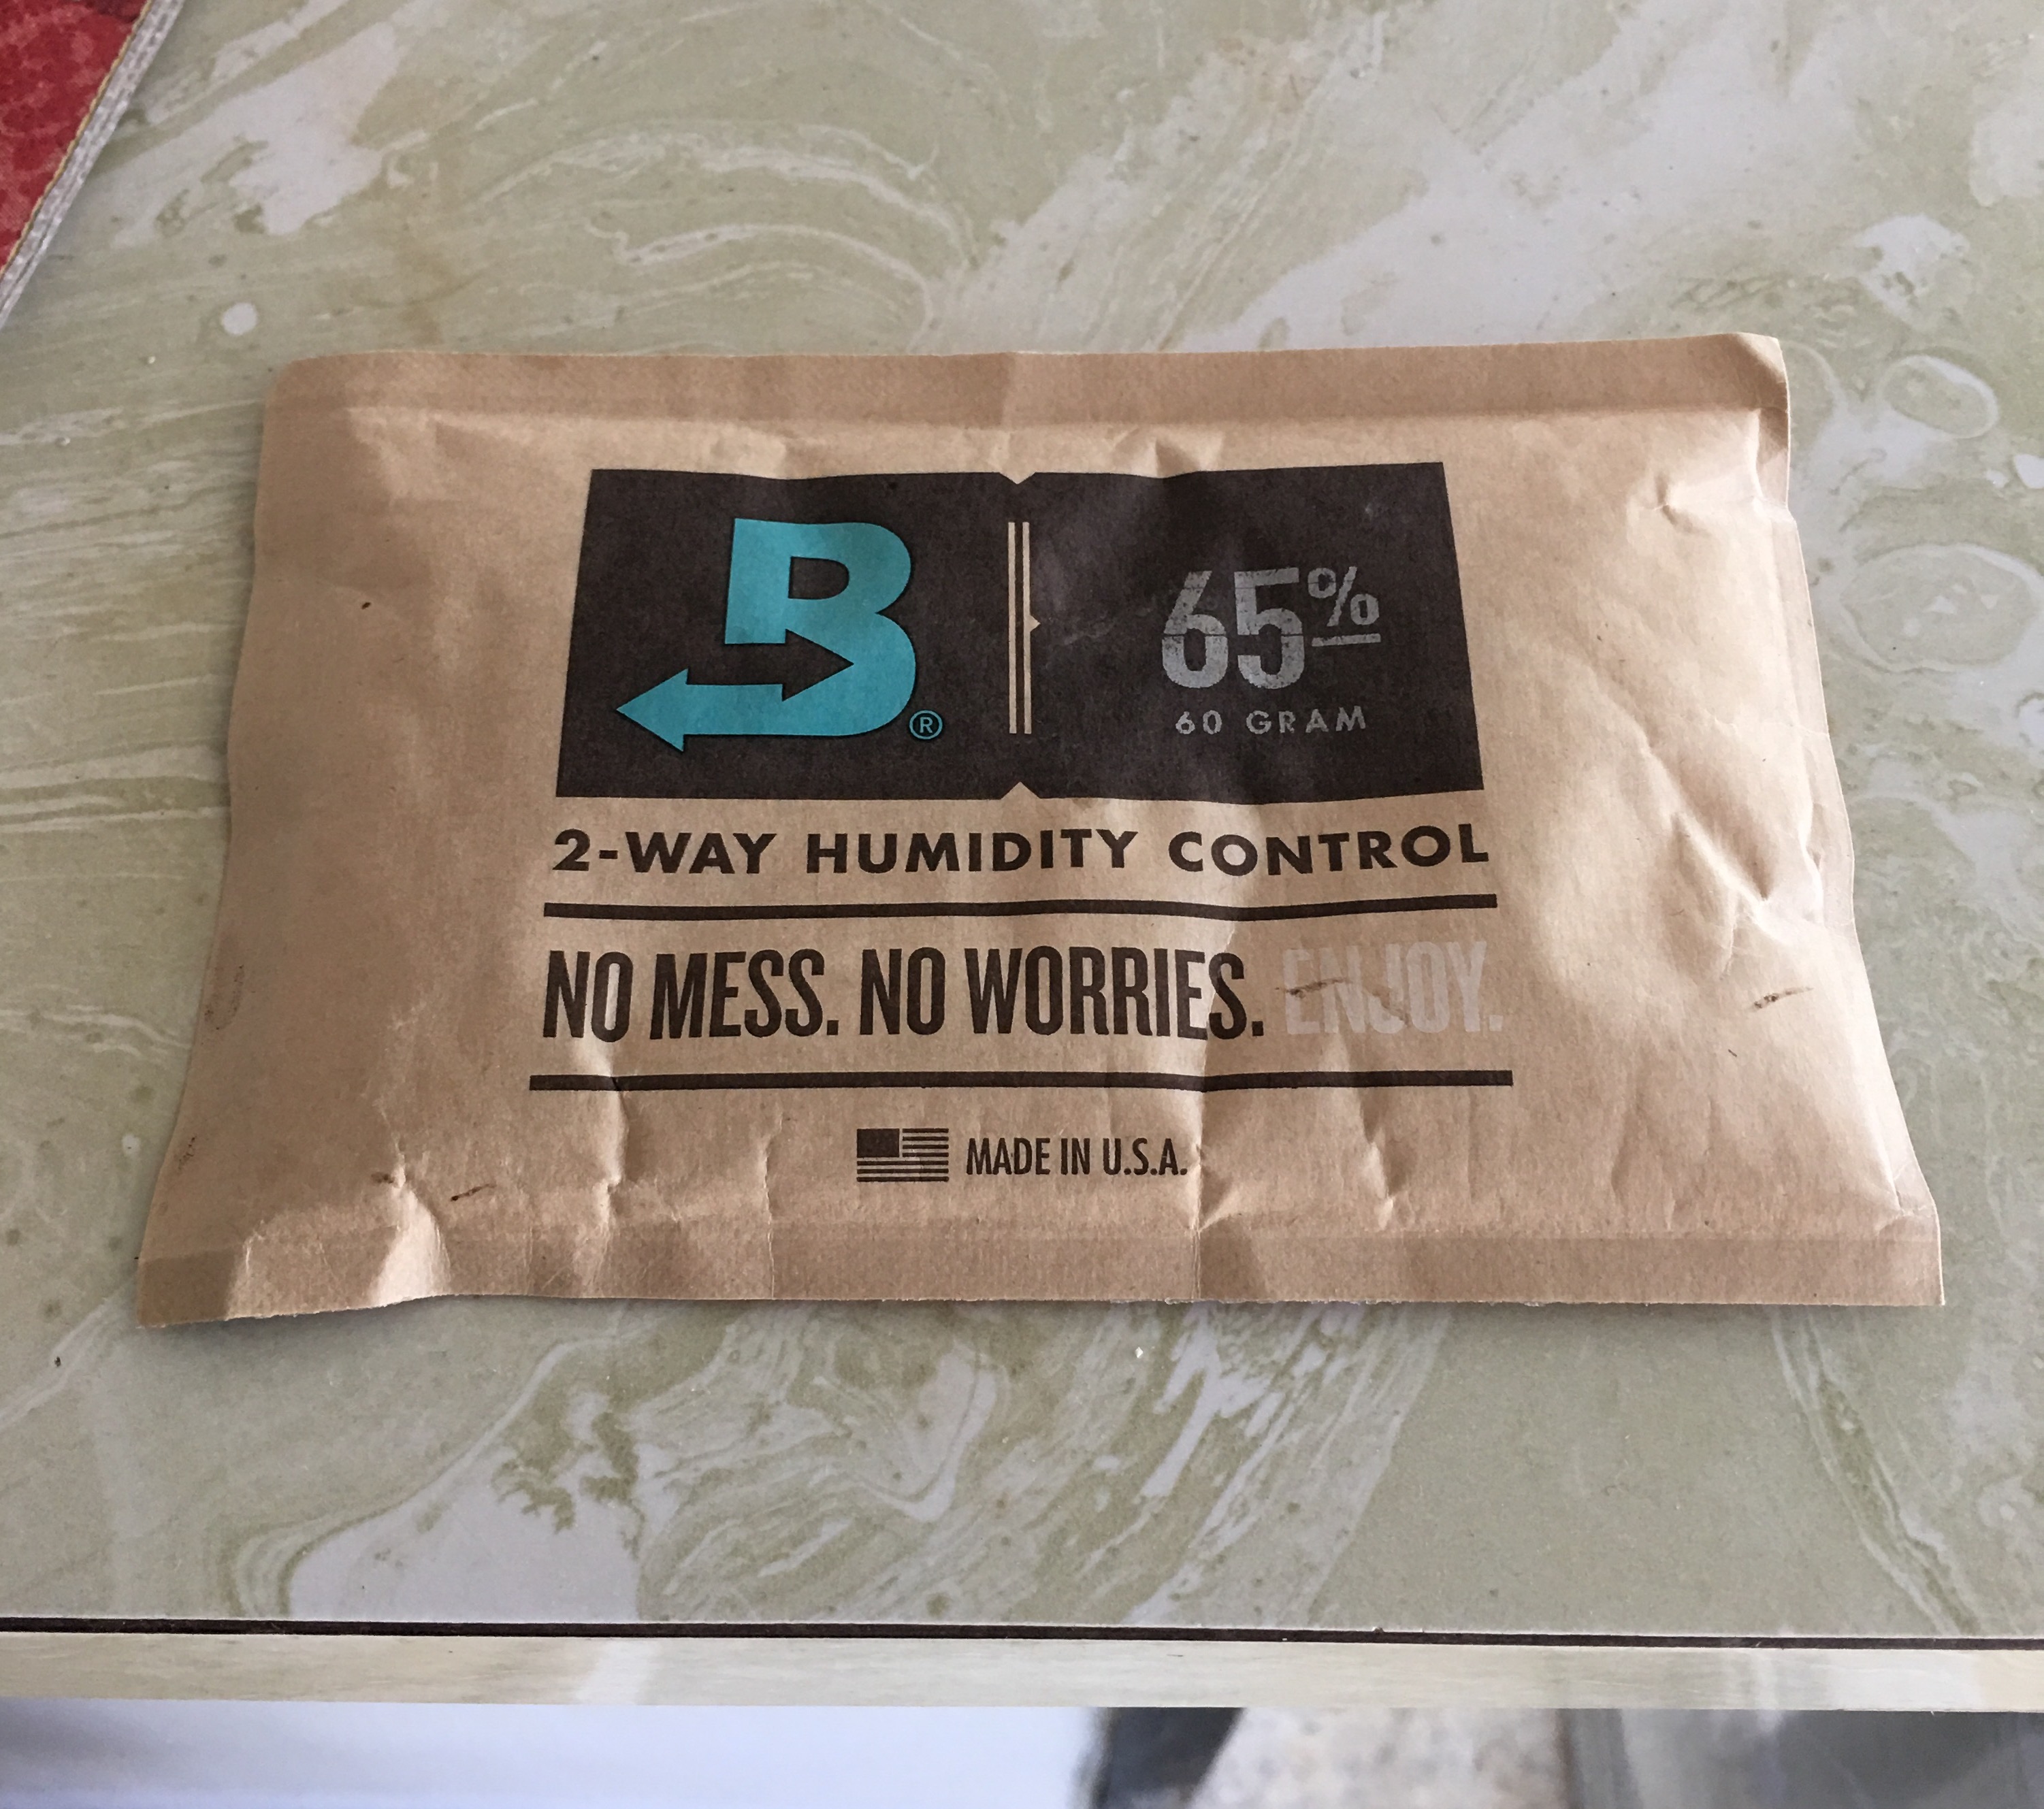 B®
65%
60 GRAM
2-WAY HUMIDITY CONTROL
NO MESS. NO WORRIES. ENJOY.
MADE IN U.S.A.